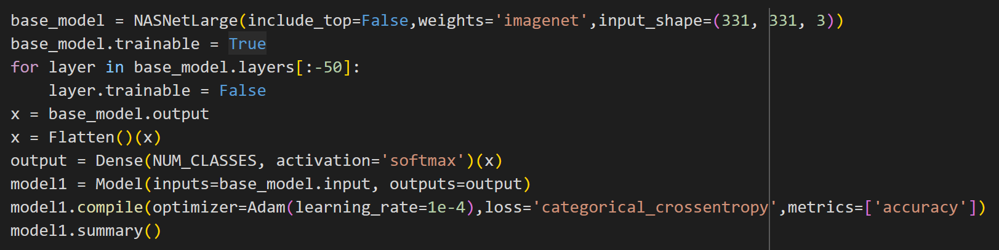 base_model = NASNetLarge(include_top=False,weights='imagenet',input_shape=(331, 331, 3))
base_model.trainable = True
for layer in base_model.layers[:-50]:
    layer.trainable = False
x = base_model.output
x = Flatten()(x)
output = Dense(NUM_CLASSES, activation='softmax')(x)
model1 = Model(inputs=base_model.input, outputs=output)
model1.compile(optimizer=Adam(learning_rate=1e-4),loss='categorical_crossentropy',metrics=['accuracy'])
model1.summary()